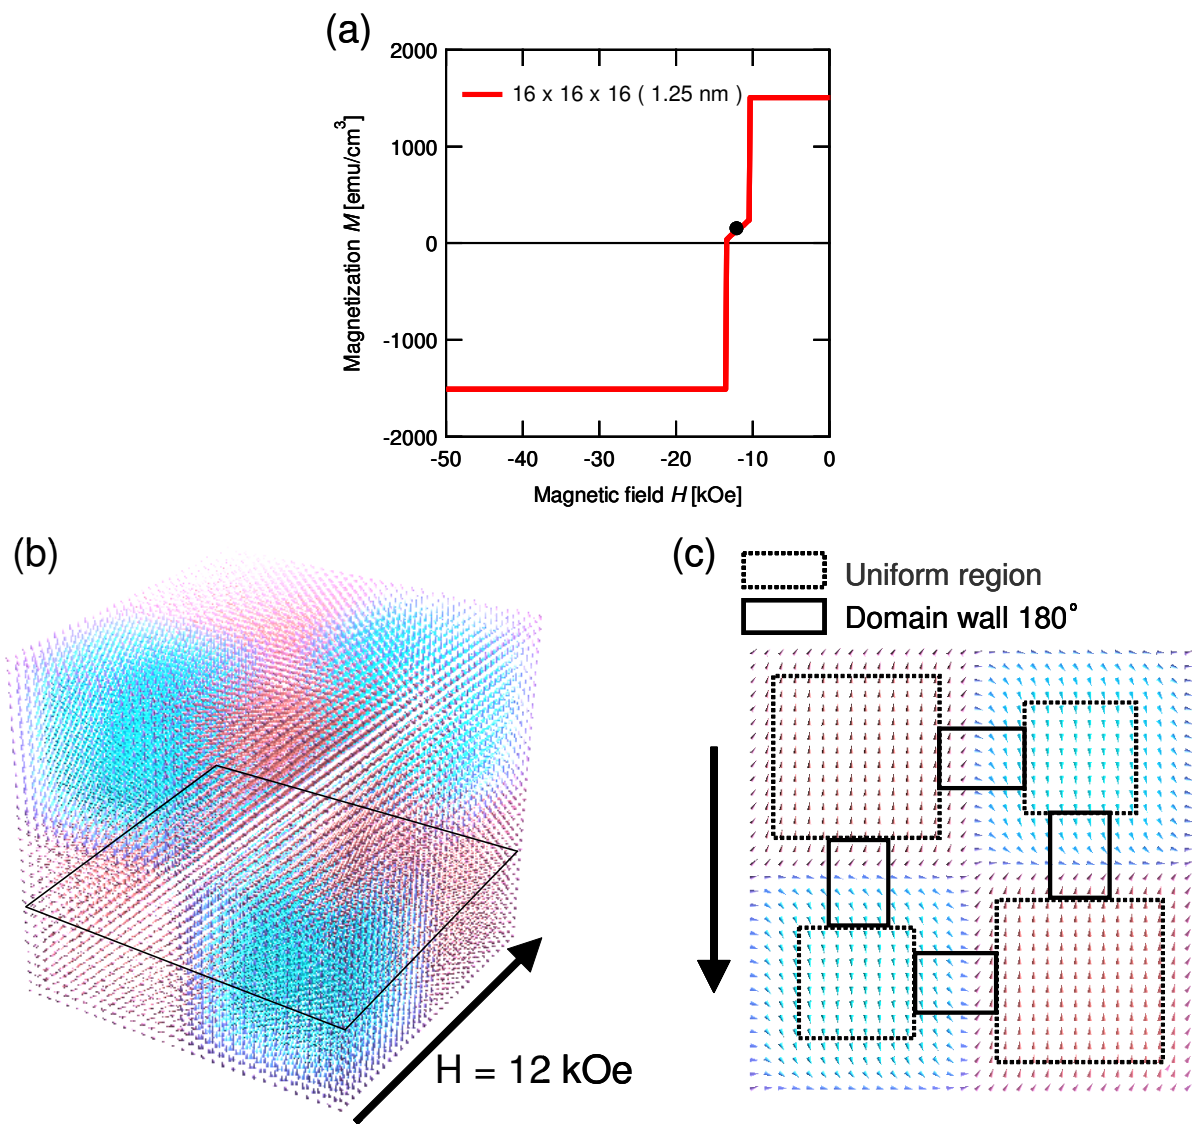 (a)
2000
1000
0
-1000
-2000
Magnetization M [emu/cm³]
16 x 16 x 16 ( 1.25 nm )
-50 -40 -30 -20 -10 0
Magnetic field H [kOe]
(b)
H = 12 kOe
(c)
Uniform region
Domain wall 180°